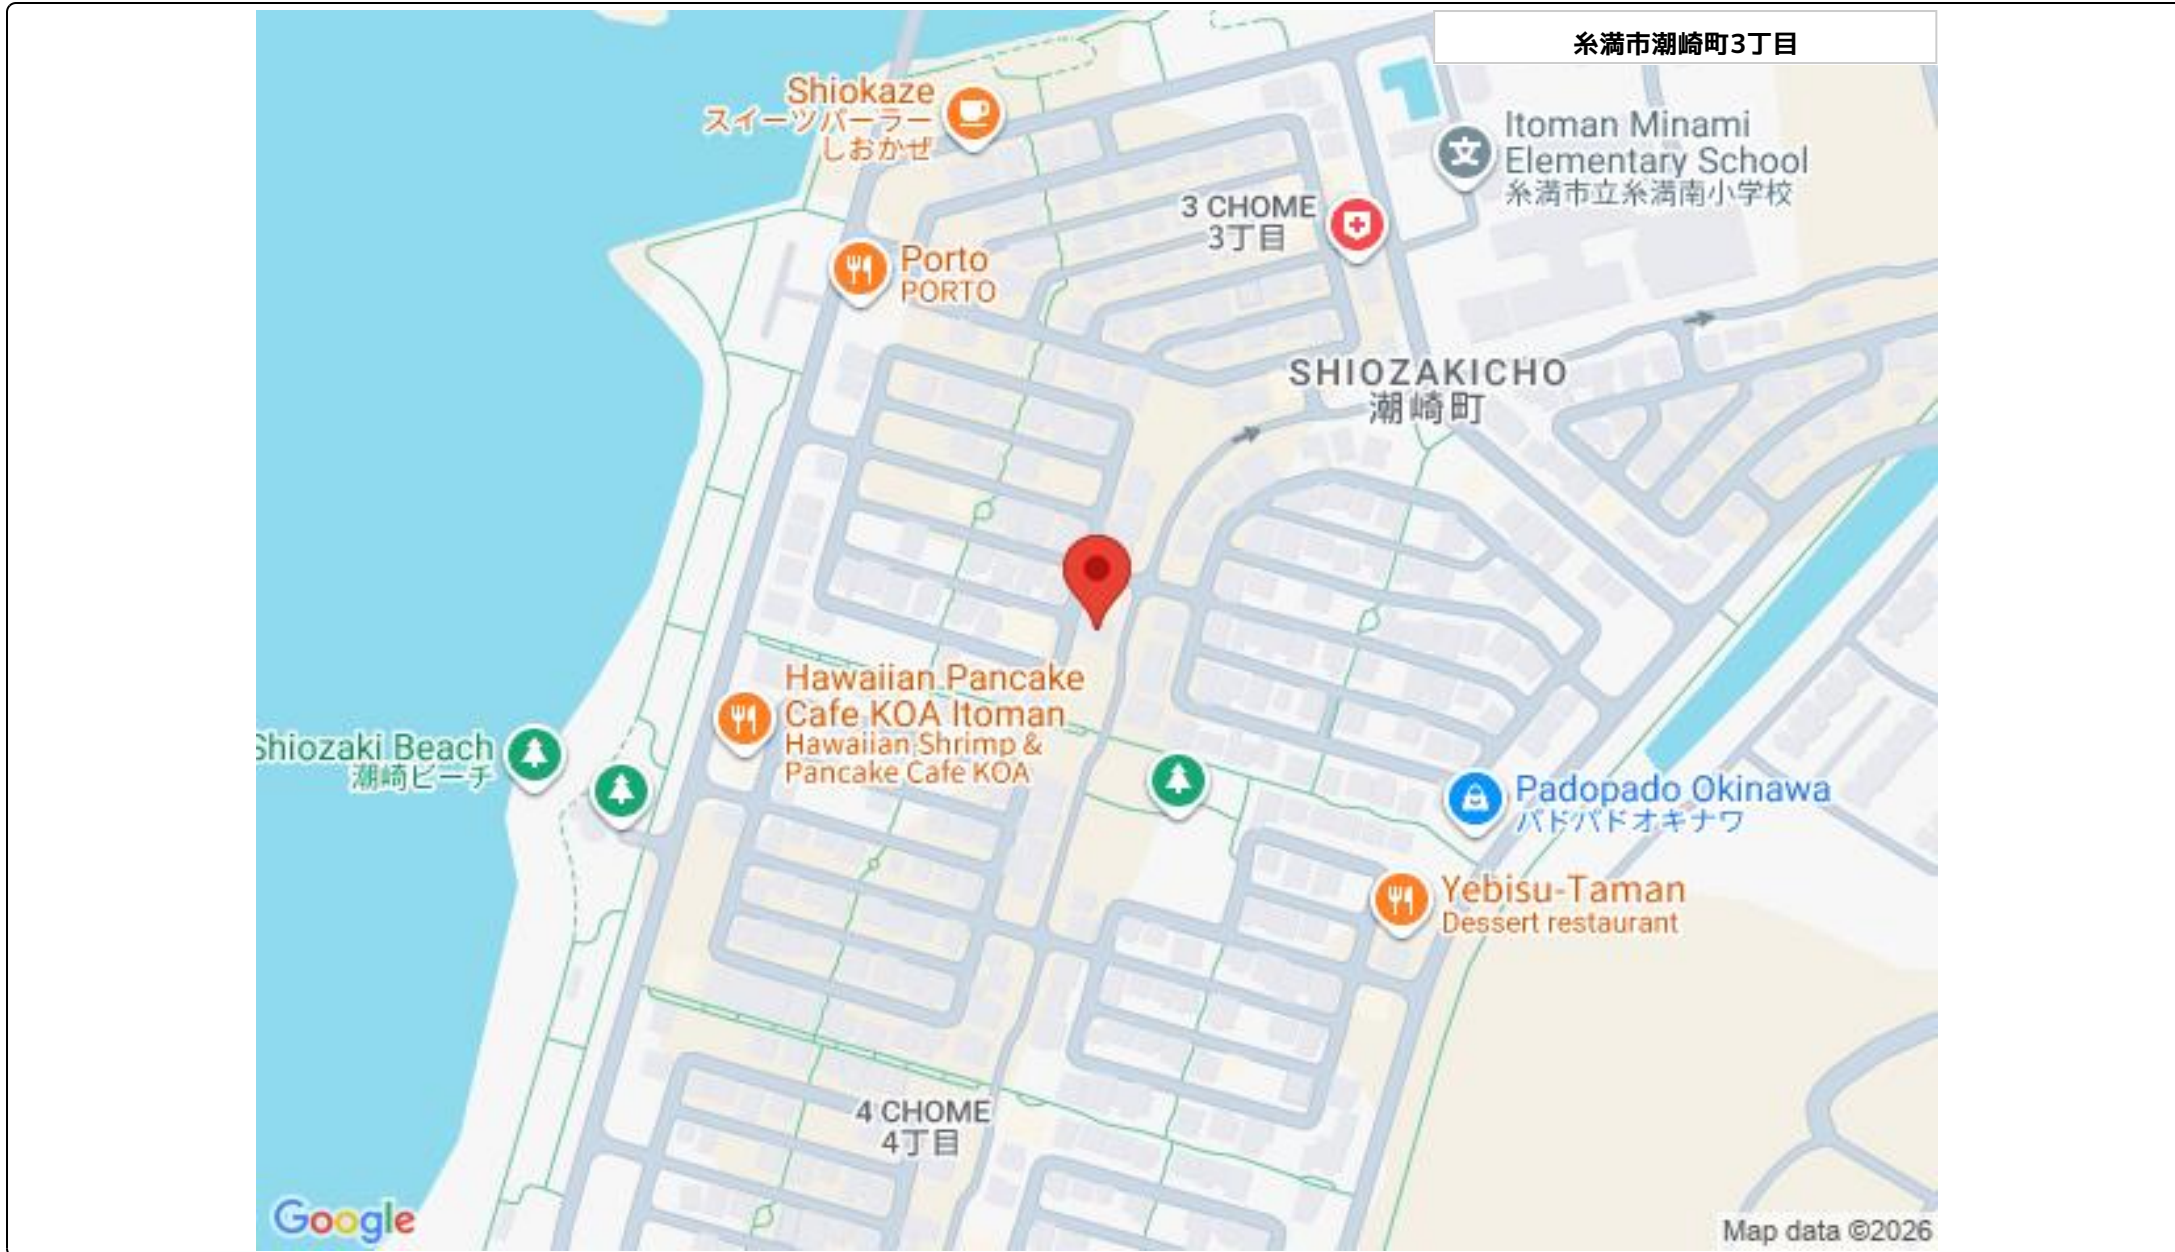 糸満市潮崎町3丁目
Shiokaze
スイーツパーラー
しおかぜ
Itoman Minami
Elementary School
糸満市立糸満南小学校
3 CHOME
3丁目
Porto
PORTO
SHIOZAKICHO
潮崎町
Hawaiian Pancake
Cafe KOA Itoman
Hawaiian Shrimp &
Pancake Cafe KOA
Shiozaki Beach
潮崎ビーチ
Padopado Okinawa
パドパドオキナワ
Yebisu-Taman
Dessert restaurant
4 CHOME
4丁目
Google
Map data ©2026